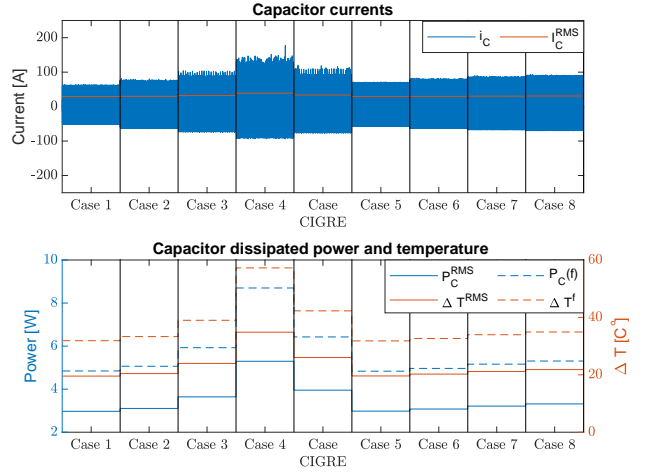 Capacitor currents
200
100
0
-100
-200
Current [A]
i_C
I_C^RMS
Case 1 Case 2 Case 3 Case 4 Case Case 5 Case 6 Case 7 Case 8
CIGRE
Capacitor dissipated power and temperature
10
8
6
4
2
Power [W]
P_C^RMS
P_C(f)
Δ T^RMS
Δ T^f
60
40
20
0
Δ T [C°]
Case 1 Case 2 Case 3 Case 4 Case Case 5 Case 6 Case 7 Case 8
CIGRE